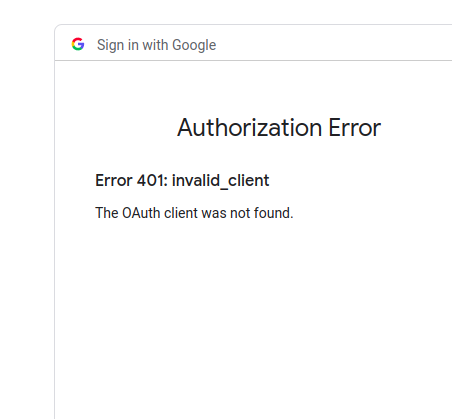 Sign in with Google
Authorization Error
Error 401: invalid_client
The OAuth client was not found.